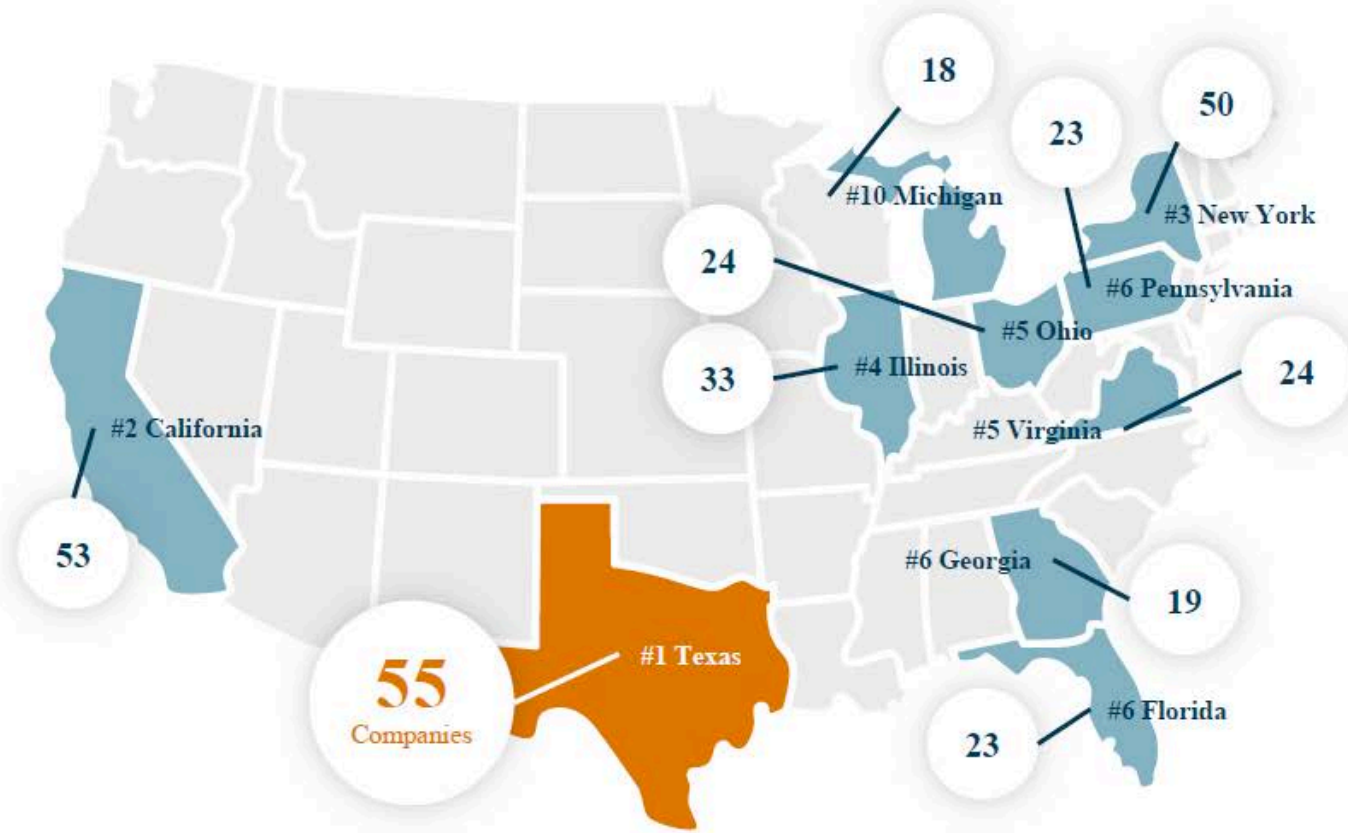 18
50
23
#10 Michigan
#3 New York
24
#6 Pennsylvania
#5 Ohio
33
#4 Illinois
24
#2 California
#5 Virginia
53
#6 Georgia
19
55
Companies
#1 Texas
#6 Florida
23